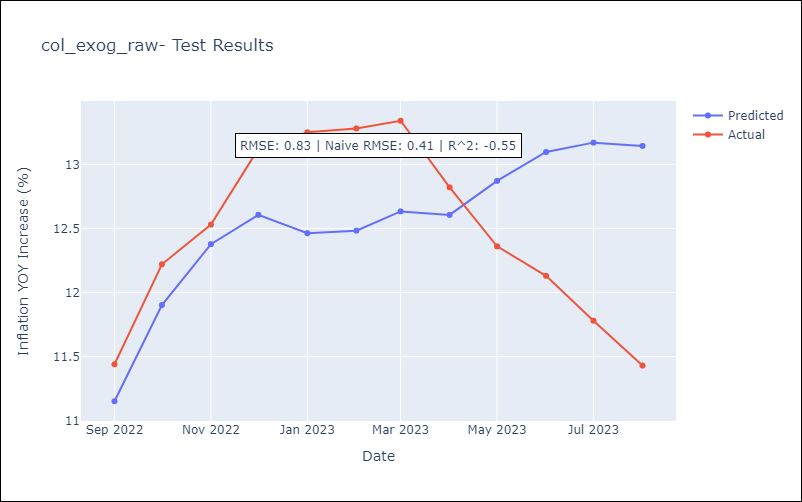 col_exog_raw- Test Results
Predicted
Actual
RMSE: 0.83 | Naive RMSE: 0.41 | R^2: -0.55
Inflation YOY Increase (%)
13
12.5
12
11.5
11
Sep 2022
Nov 2022
Jan 2023
Mar 2023
May 2023
Jul 2023
Date